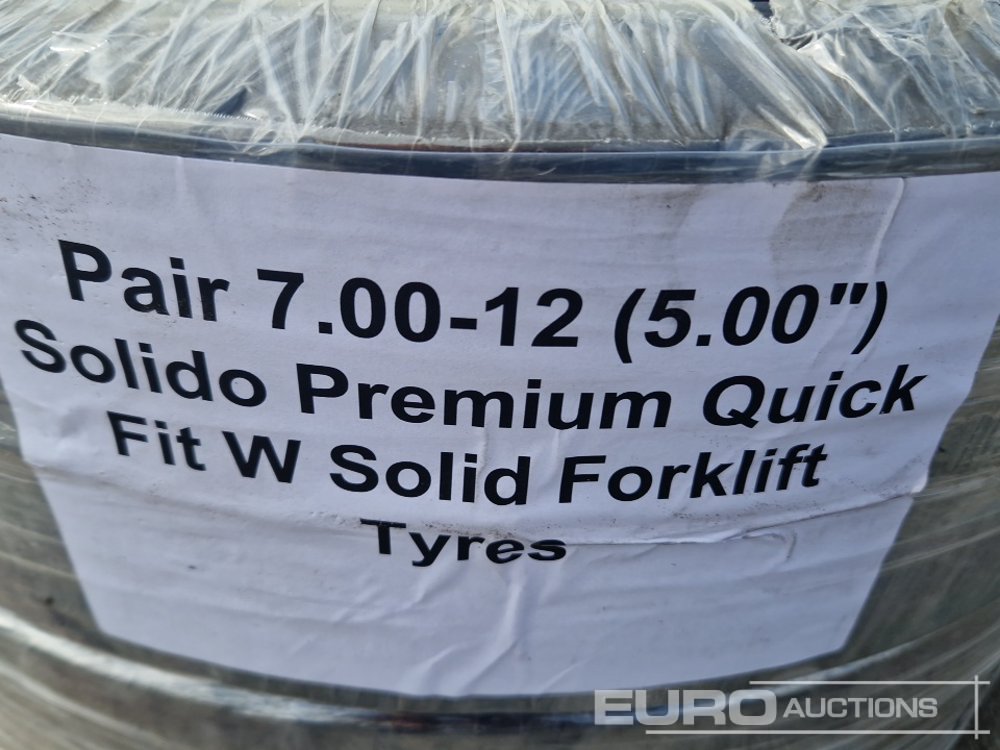 Pair 7.00-12 (5.00")
Solido Premium Quick
Fit W Solid Forklift
Tyres
EURO AUCTIONS